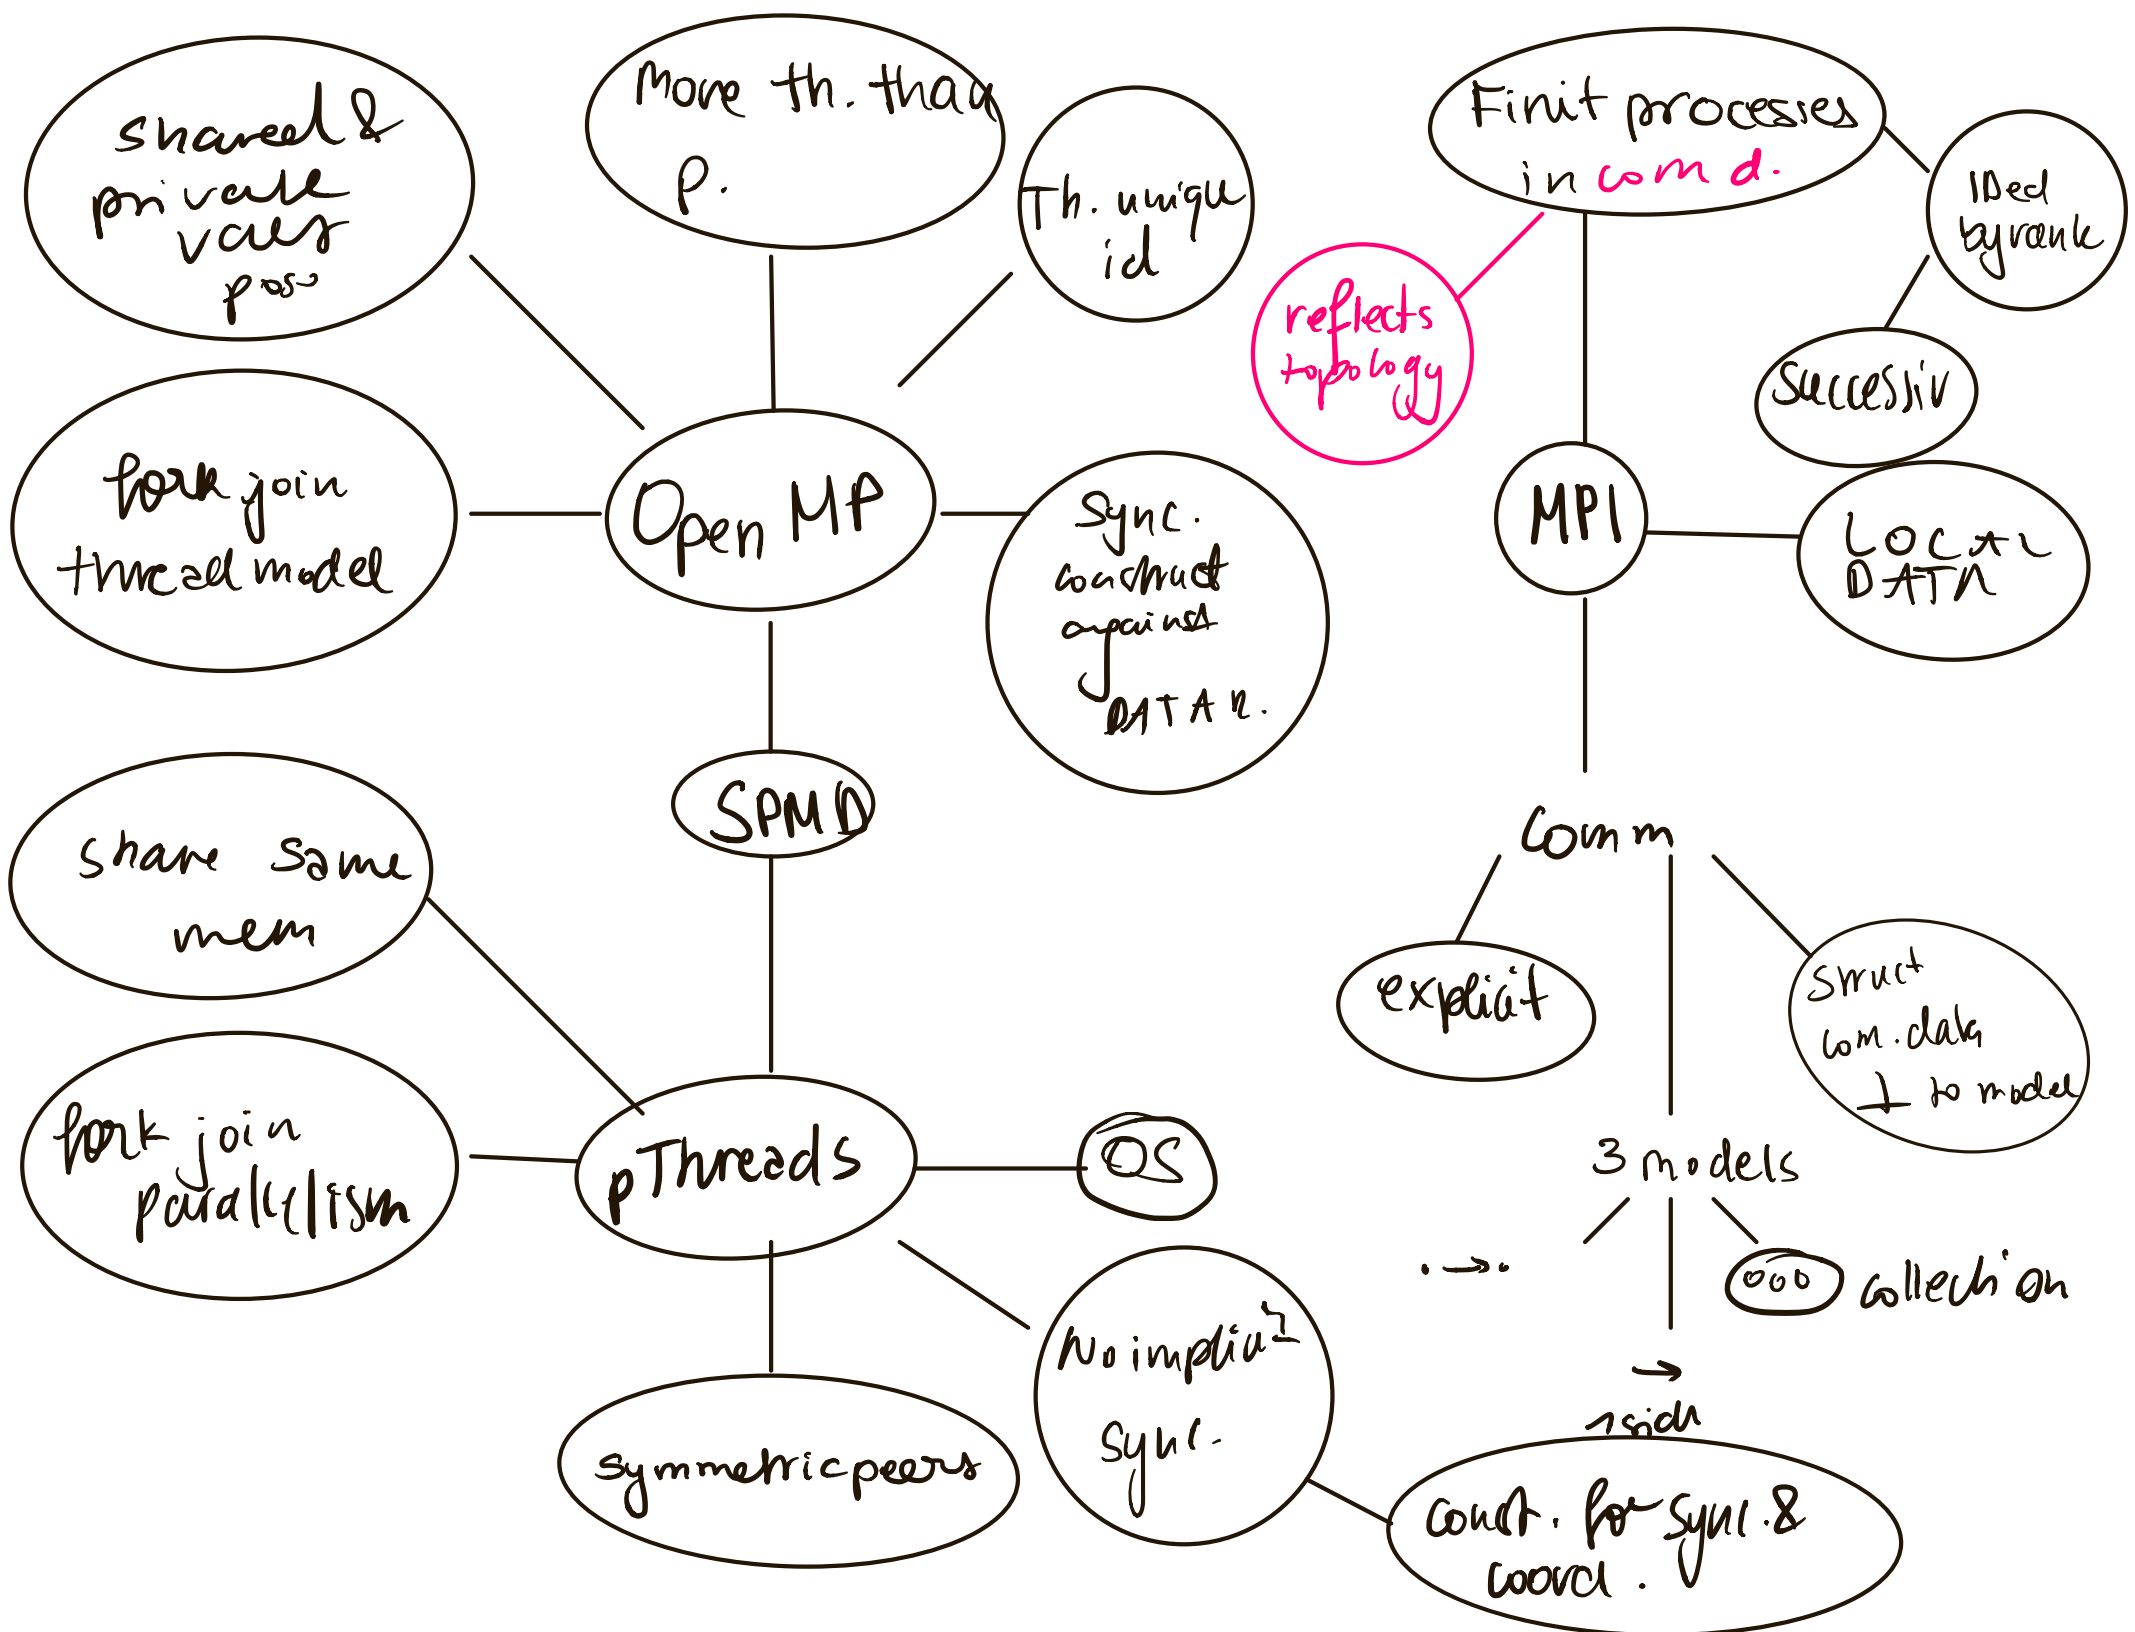 shared &
private
vars
pos
More th. than
p.
Th. unique
id
fork join
thread model
Open MP
Sync.
construct
against
DATA R.
SPMD
share same
mem
fork join
parallelism
pThreads
OS
symmetric peers
No implicit
sync.
const. for sync. &
coord.
Finit processes
in com d.
IDed
by rank
reflects
topology
successiv
MPI
LOCAL
DATA
Comm
explicit
struct
com. data
⊥ to model
3 models
. → .
ooo collection
→
1 side